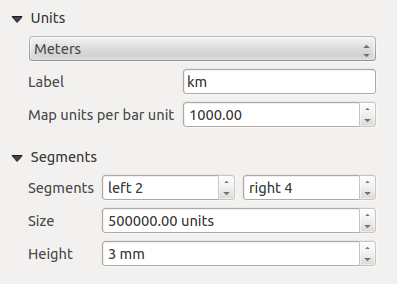 Units
Meters
Label km
Map units per bar unit 1000.00
Segments
Segments left 2 right 4
Size 500000.00 units
Height 3 mm